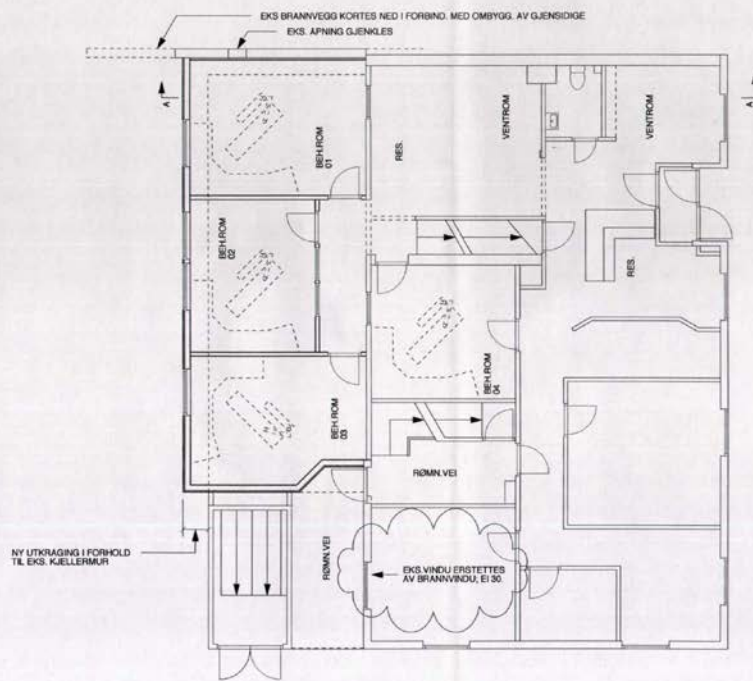 EKS BRANNVEGG KORTES NED I FORBIND. MED OMBYGG. AV GJENSIDIGE
EKS. APNING GJENKLES
A
A
BEH.ROM
01
RES.
VENTROM
VENTROM
BEH.ROM
02
RES.
BEH.ROM
04
BEH.ROM
03
RØMN.VEI
NY UTKRAGING I FORHOLD
TIL EKS. KJELLERMUR
RØMN.VEI
EKS.VINDU ERSTETTES
AV BRANNVINDU, EI 30.